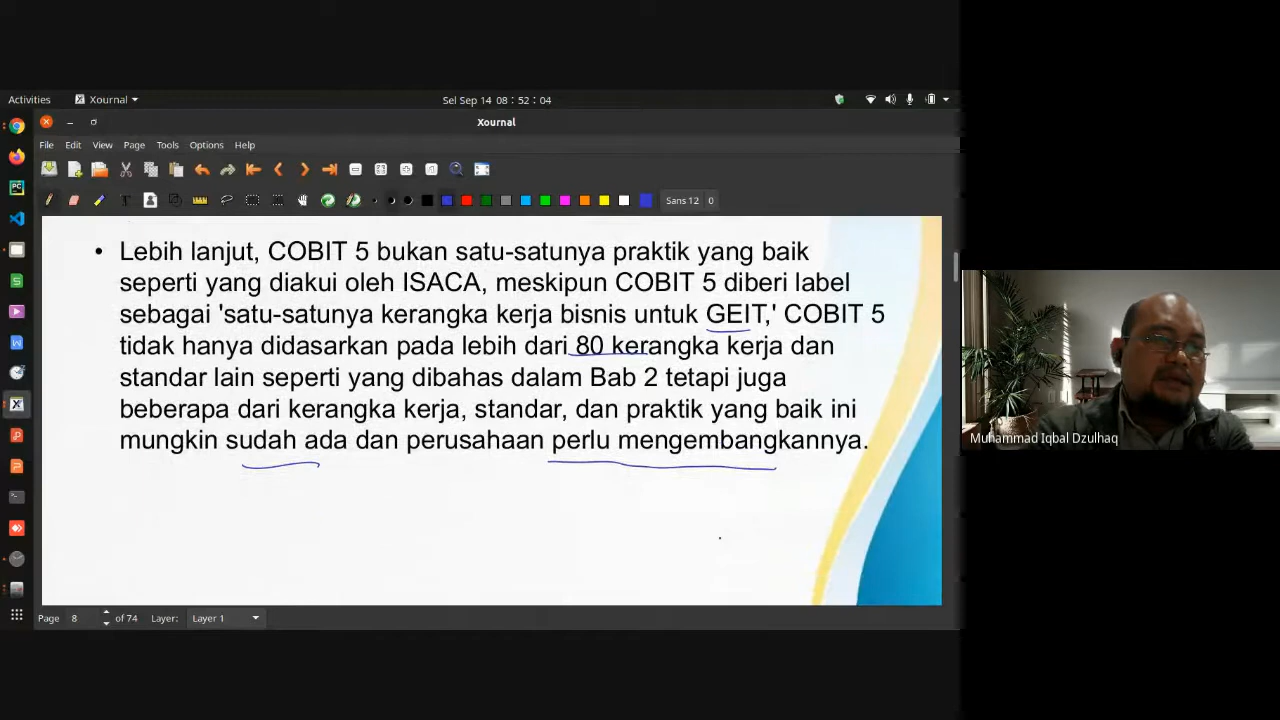 Activities
Xournal
Sel Sep 14 08:52:04
Xournal
File Edit View Page Tools Options Help
Sans 12 0
• Lebih lanjut, COBIT 5 bukan satu-satunya praktik yang baik
seperti yang diakui oleh ISACA, meskipun COBIT 5 diberi label
sebagai 'satu-satunya kerangka kerja bisnis untuk GEIT,' COBIT 5
tidak hanya didasarkan pada lebih dari 80 kerangka kerja dan
standar lain seperti yang dibahas dalam Bab 2 tetapi juga
beberapa dari kerangka kerja, standar, dan praktik yang baik ini
mungkin sudah ada dan perusahaan perlu mengembangkannya.
Muhammad Iqbal Dzulhaq
Page 8 of 74 Layer: Layer 1